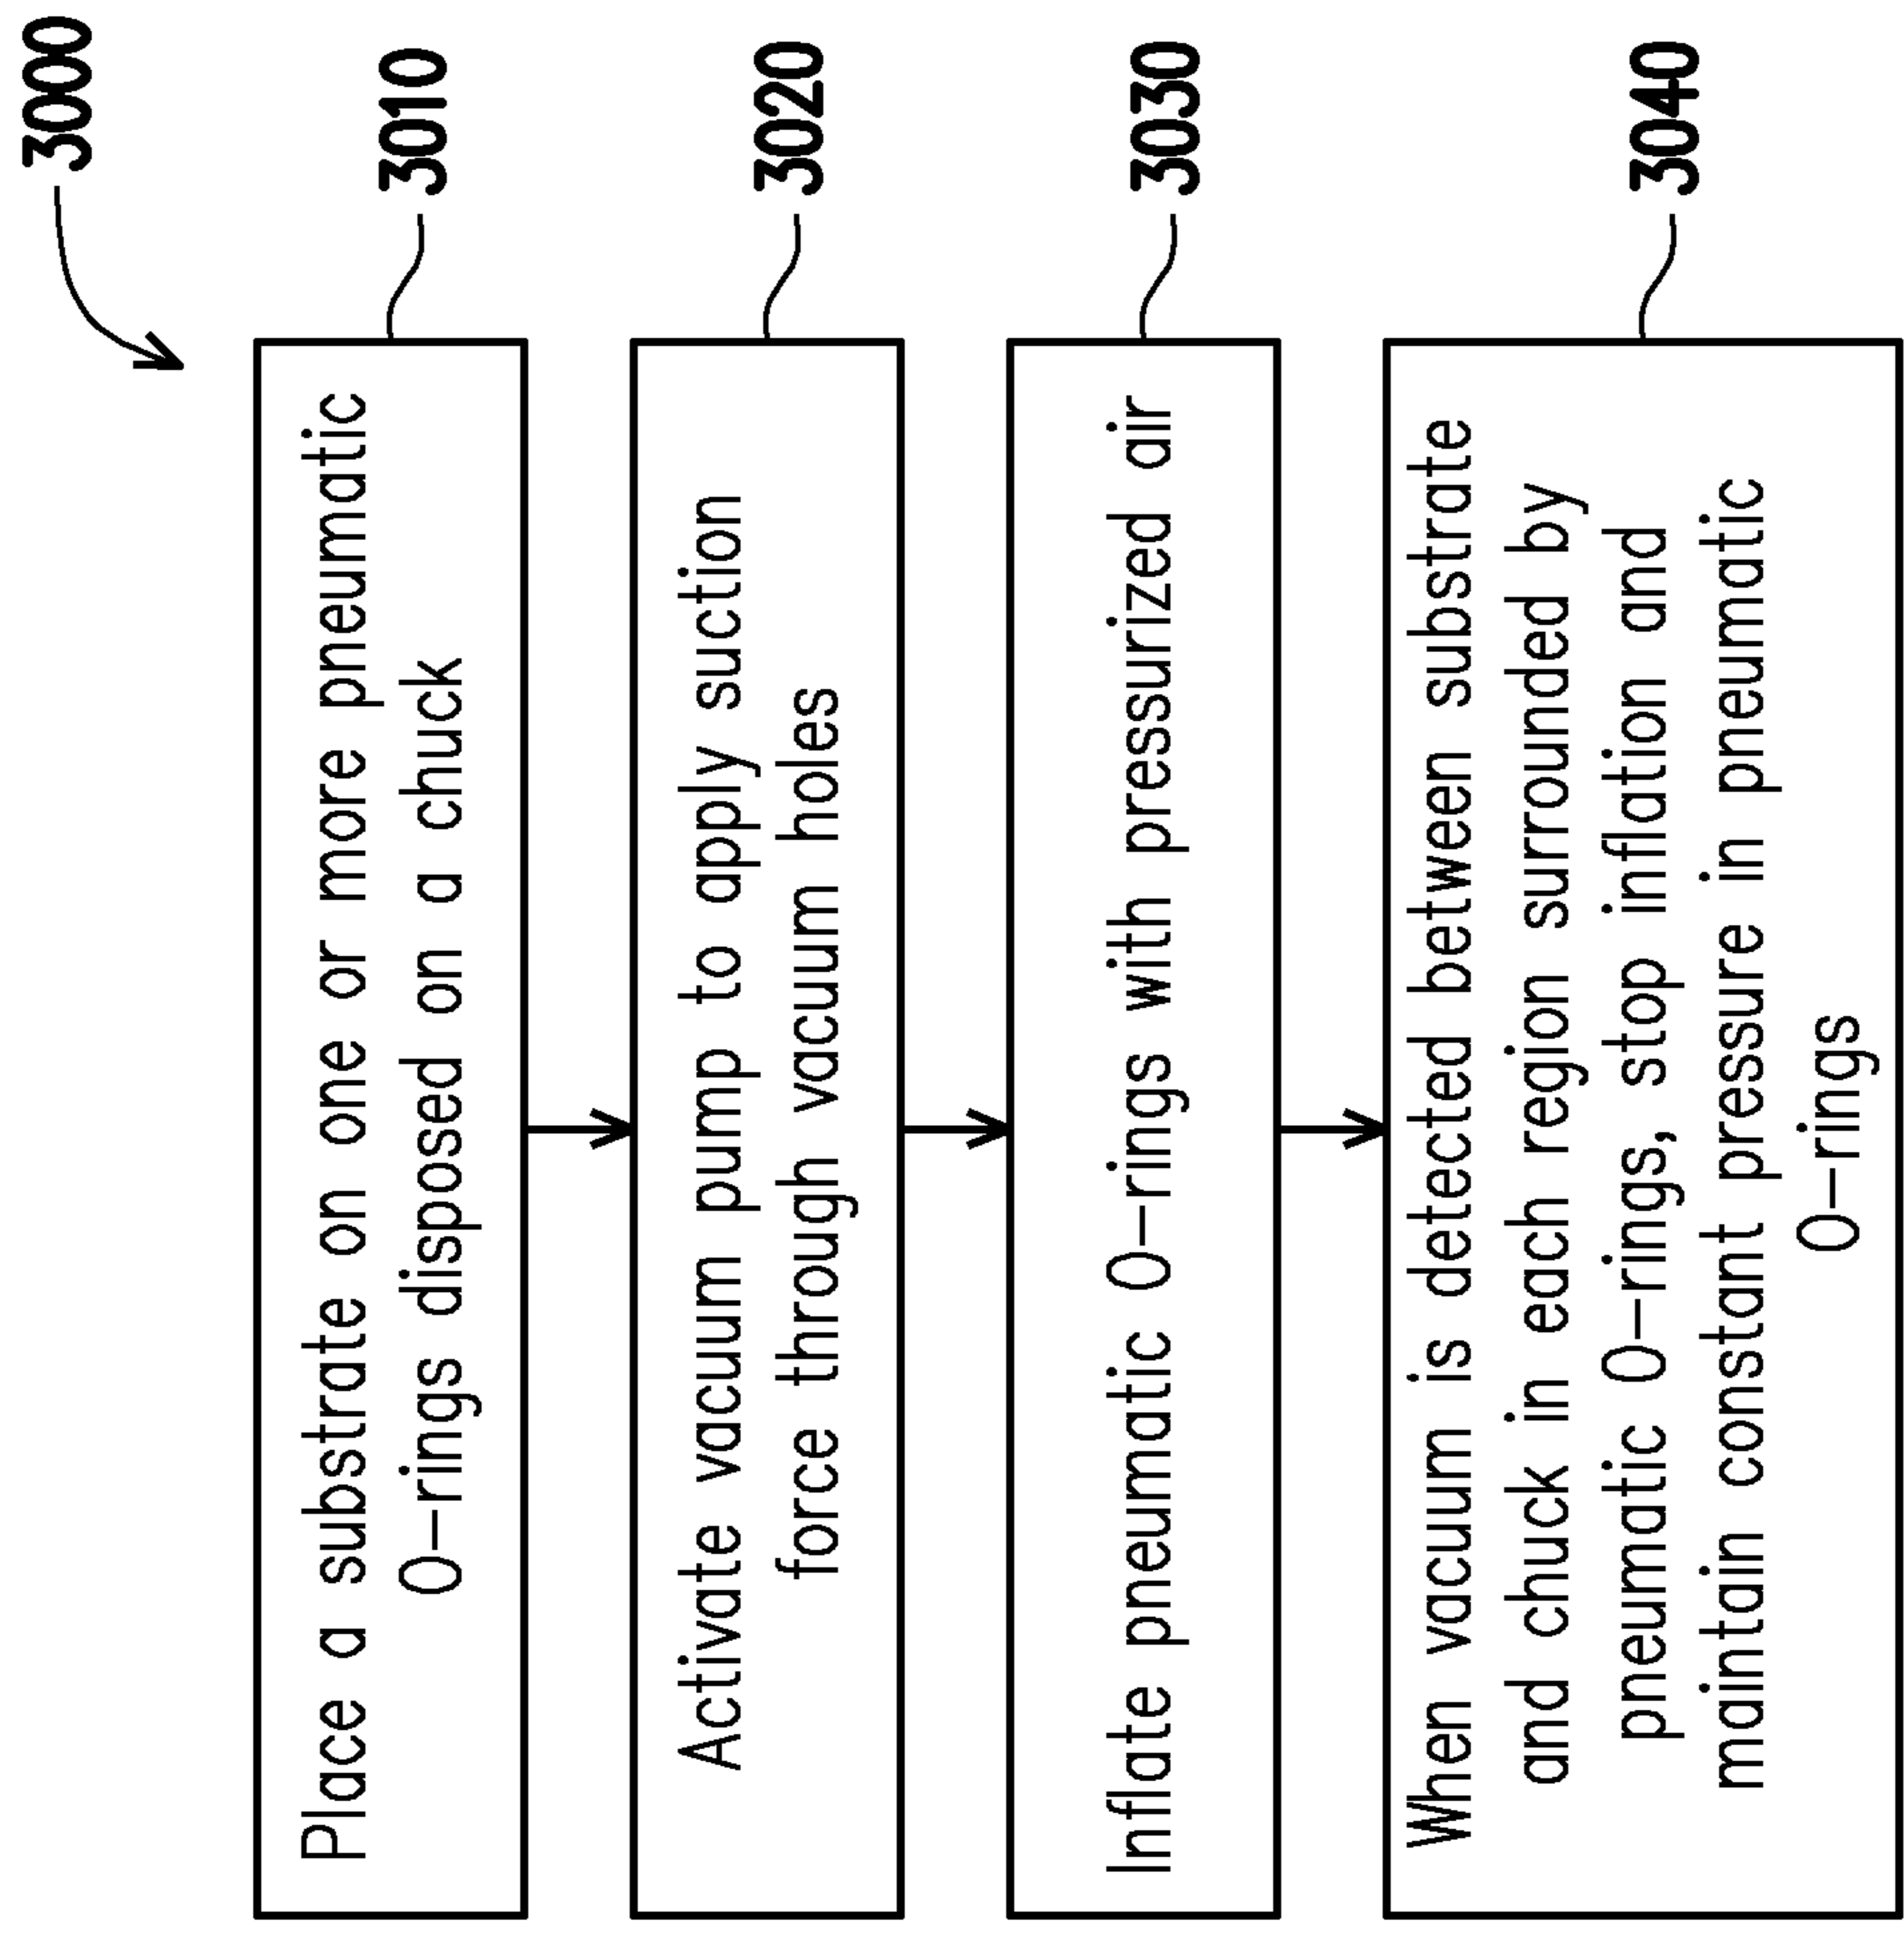 3000
Place a substrate on one or more pneumatic
O-rings disposed on a chuck
3010
Activate vacuum pump to apply suction
force through vacuum holes
3020
Inflate pneumatic O-rings with pressurized air
3030
When vacuum is detected between substrate
and chuck in each region surrounded by
pneumatic O-rings, stop inflation and
maintain constant pressure in pneumatic
O-rings
3040